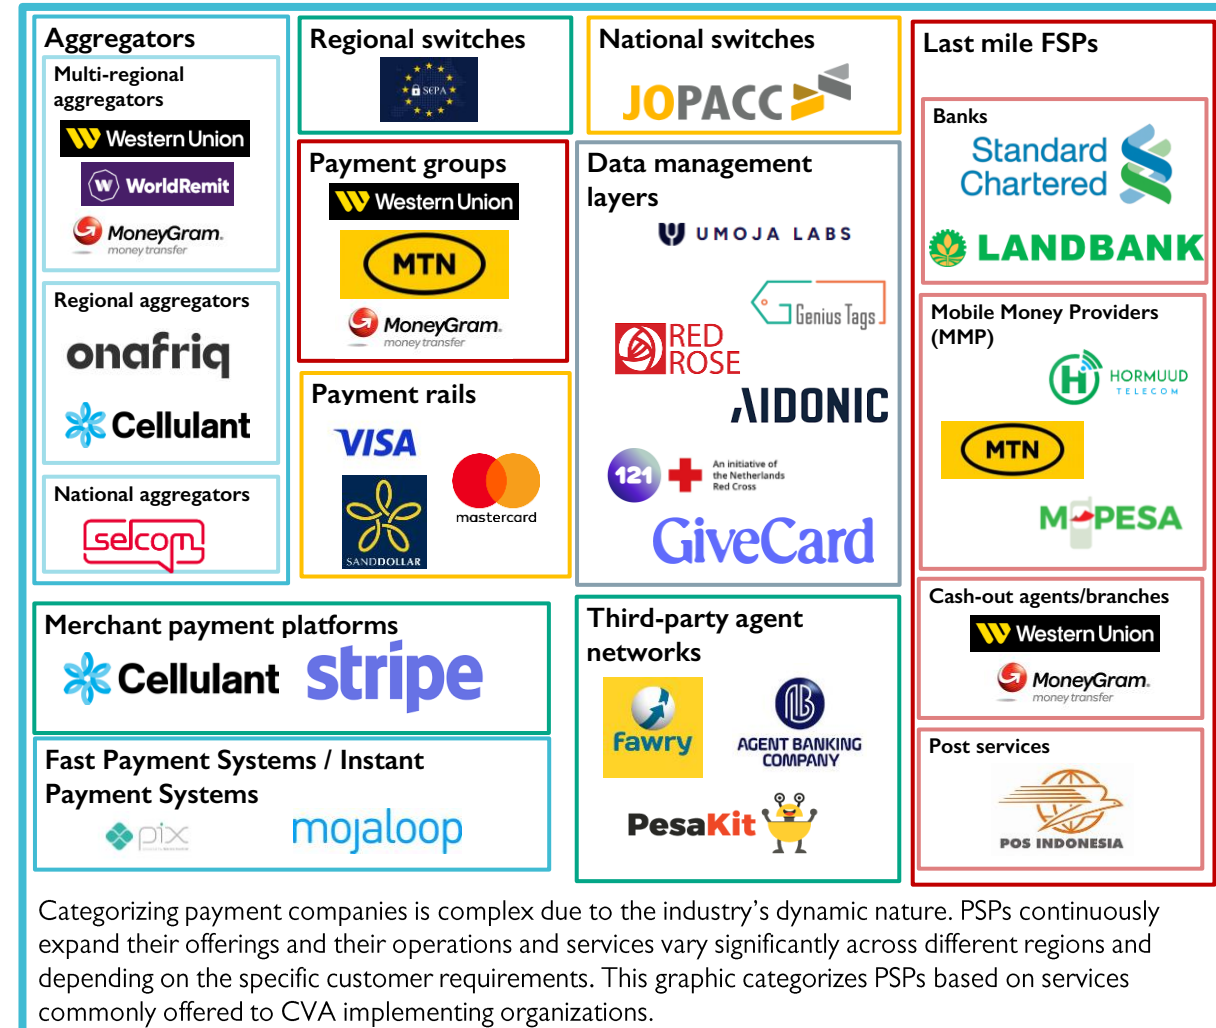 Aggregators
Multi-regional
aggregators
Western Union
W WorldRemit
MoneyGram.
money transfer
Regional aggregators
onafriq
Cellulant
National aggregators
selcom
Regional switches
SEPA
Payment groups
Western Union
MTN
MoneyGram.
money transfer
Payment rails
VISA
mastercard
SANDDOLLAR
National switches
JOPACC
Data management
layers
UMOJA LABS
Genius Tags
RED
ROSE
AIDONIC
121
An initiative of
the Netherlands
Red Cross
GiveCard
Last mile FSPs
Banks
Standard
Chartered
LANDBANK
Mobile Money Providers
(MMP)
HORMUUD
TELECOM
MTN
M-PESA
Cash-out agents/branches
Western Union
MoneyGram.
money transfer
Post services
POS INDONESIA
Merchant payment platforms
Cellulant
stripe
Fast Payment Systems / Instant
Payment Systems
pix
mojaloop
Third-party agent
networks
fawry
AGENT BANKING
COMPANY
PesaKit
Categorizing payment companies is complex due to the industry's dynamic nature. PSPs continuously
expand their offerings and their operations and services vary significantly across different regions and
depending on the specific customer requirements. This graphic categorizes PSPs based on services
commonly offered to CVA implementing organizations.